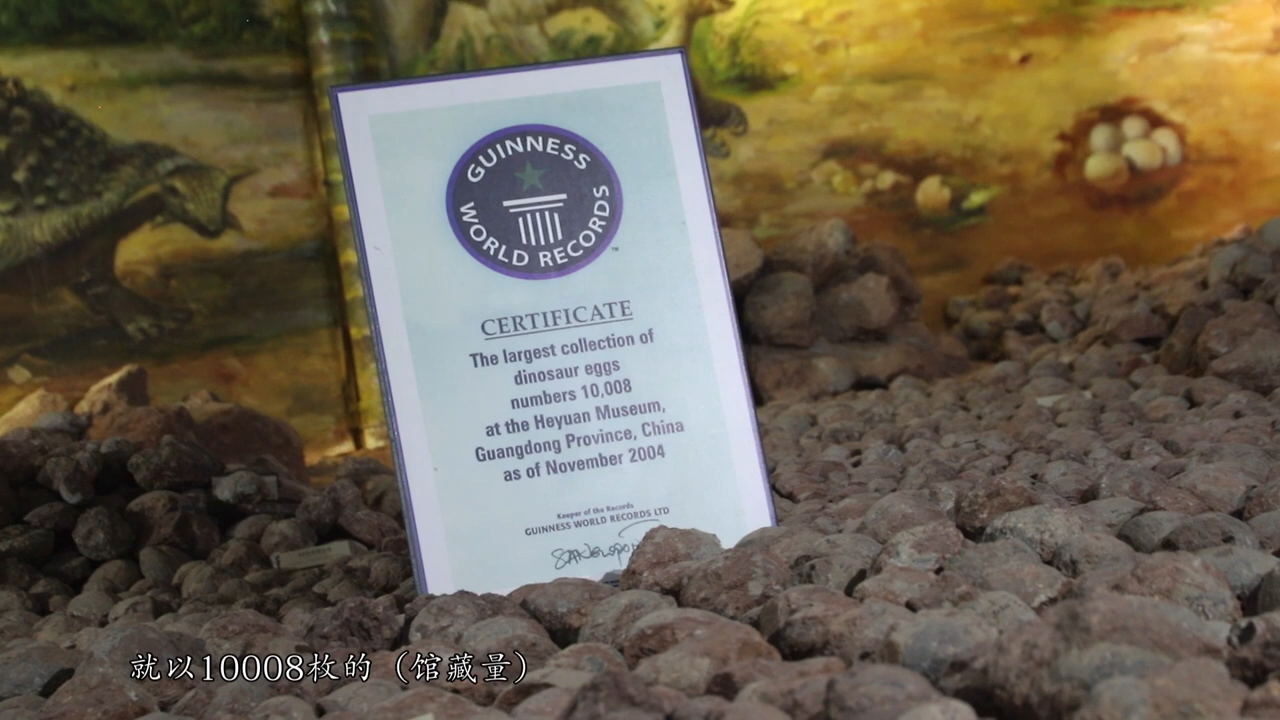 GUINNESS
WORLD RECORDS
™
CERTIFICATE
The largest collection of
dinosaur eggs
numbers 10,008
at the Heyuan Museum,
Guangdong Province, China
as of November 2004
Keeper of the Records
GUINNESS WORLD RECORDS LTD
就以10008枚的（馆藏量）